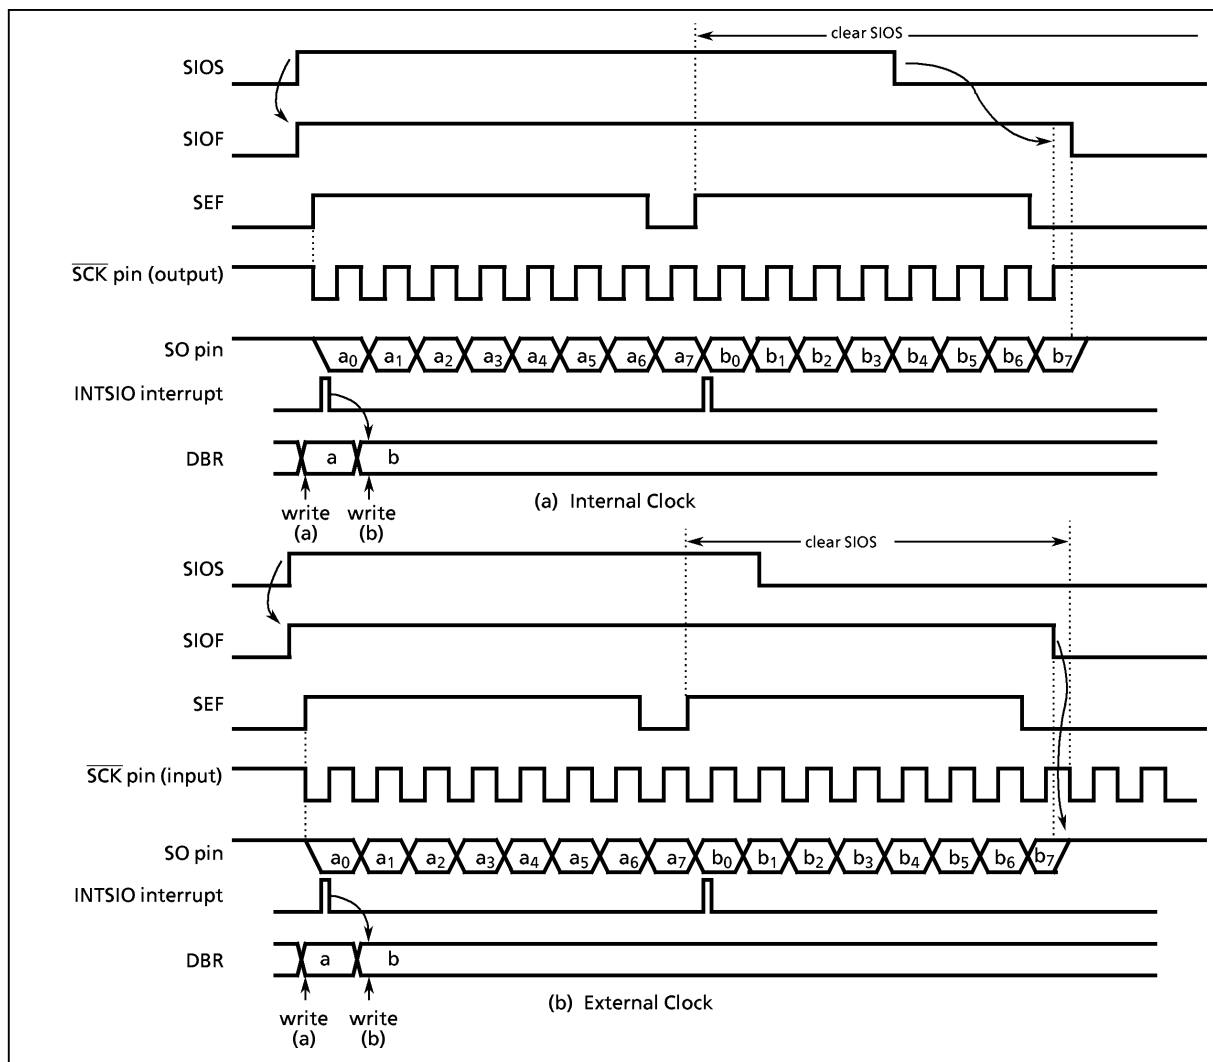 clear SIOS
SIOS
SIOF
SEF
SCK pin (output)
SO pin a0 a1 a2 a3 a4 a5 a6 a7 b0 b1 b2 b3 b4 b5 b6 b7
INTSIO interrupt
DBR a b
write (a) write (b)
(a) Internal Clock
clear SIOS
SIOS
SIOF
SEF
SCK pin (input)
SO pin a0 a1 a2 a3 a4 a5 a6 a7 b0 b1 b2 b3 b4 b5 b6 b7
INTSIO interrupt
DBR a b
write (a) write (b)
(b) External Clock